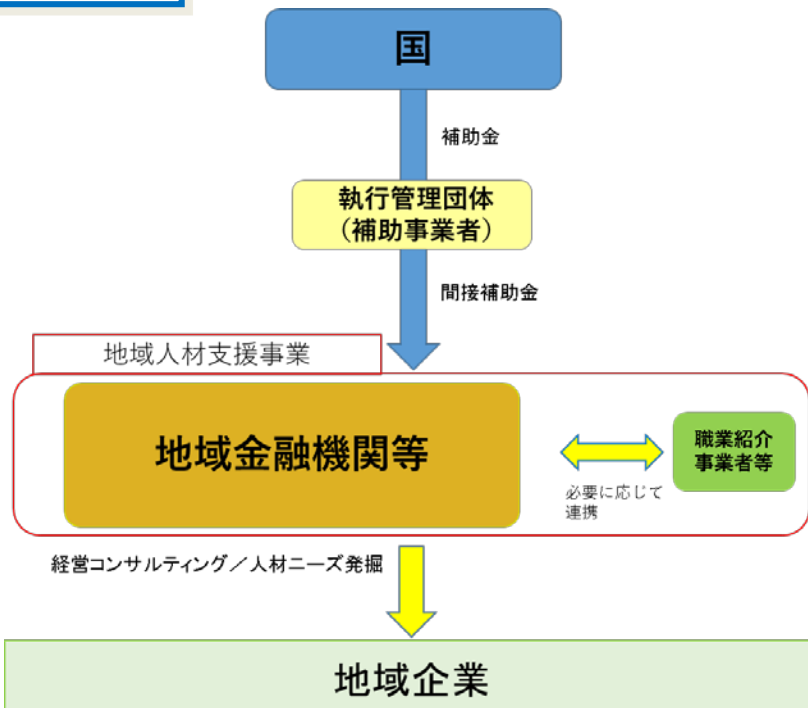 国
補助金
執行管理団体
（補助事業者）
間接補助金
地域人材支援事業
地域金融機関等
職業紹介
事業者等
必要に応じて
連携
経営コンサルティング／人材ニーズ発掘
地域企業